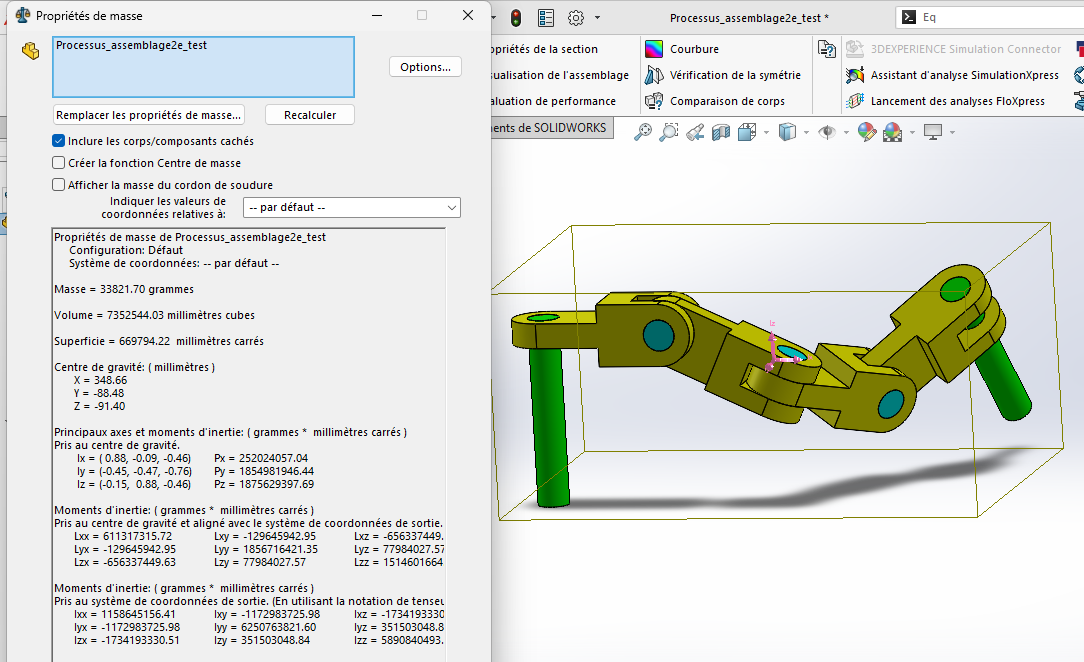 Propriétés de masse
Processus_assemblage2e_test
Options...
Remplacer les propriétés de masse...
Recalculer
Inclure les corps/composants cachés
Créer la fonction Centre de masse
Afficher la masse du cordon de soudure
Indiquer les valeurs de
coordonnées relatives à:
-- par défaut --
Propriétés de masse de Processus_assemblage2e_test
Configuration: Défaut
Système de coordonnées: -- par défaut --
Masse = 33821.70 grammes
Volume = 7352544.03 millimètres cubes
Superficie = 669794.22 millimètres carrés
Centre de gravité: ( millimètres )
X = 348.66
Y = -88.48
Z = -91.40
Principaux axes et moments d'inertie: ( grammes * millimètres carrés )
Pris au centre de gravité.
Ix = ( 0.88, -0.09, -0.46) Px = 252024057.04
Iy = (-0.45, -0.47, -0.76) Py = 1854981946.44
Iz = (-0.15, 0.88, -0.46) Pz = 1875629397.69
Moments d'inertie: ( grammes * millimètres carrés )
Pris au centre de gravité et aligné avec le système de coordonnées de sortie.
Lxx = 611317315.72 Lxy = -129645942.95 Lxz = -656337449.
Lyx = -129645942.95 Lyy = 1856716421.35 Lyz = 77984027.57
Lzx = -656337449.63 Lzy = 77984027.57 Lzz = 1514601664
Moments d'inertie: ( grammes * millimètres carrés )
Pris au système de coordonnées de sortie. (En utilisant la notation de tenseu
Ixx = 1158645156.41 Ixy = -1172983725.98 Ixz = -1734193330
Iyx = -1172983725.98 Iyy = 6250763821.60 Iyz = 351503048.8
Izx = -1734193330.51 Izy = 351503048.84 Izz = 5890840493.
Processus_assemblage2e_test *
Eq
opriétés de la section
sualisation de l'assemblage
aluation de performance
Courbure
Vérification de la symétrie
Comparaison de corps
3DEXPERIENCE Simulation Connector
Assistant d'analyse SimulationXpress
Lancement des analyses FloXpress
ments de SOLIDWORKS
Iz